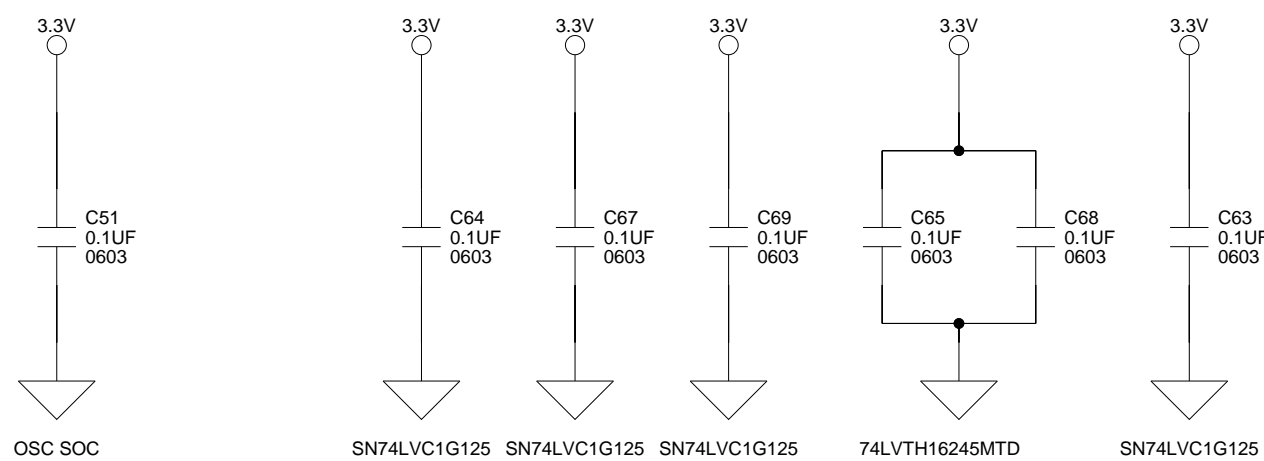 3.3V
3.3V
3.3V
3.3V
3.3V
3.3V
C51
0.1UF
0603
C64
0.1UF
0603
C67
0.1UF
0603
C69
0.1UF
0603
C65
0.1UF
0603
C68
0.1UF
0603
C63
0.1UF
0603
OSC SOC
SN74LVC1G125
SN74LVC1G125
SN74LVC1G125
74LVTH16245MTD
SN74LVC1G125